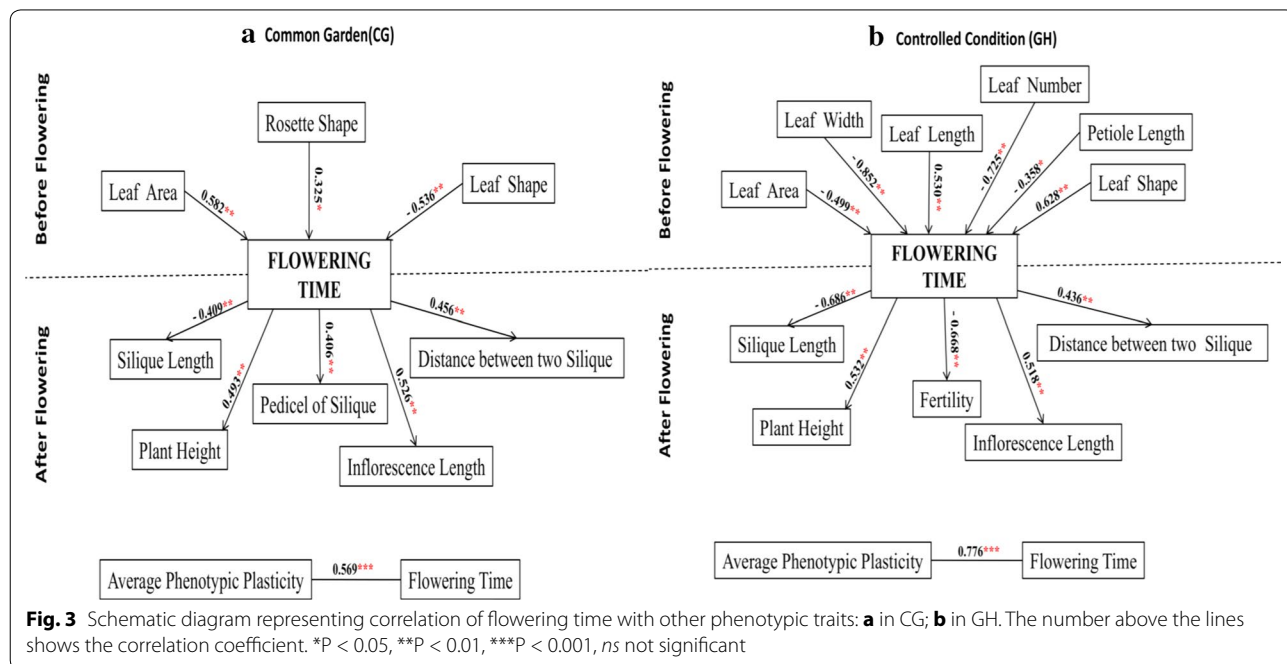 a Common Garden(CG)
Before Flowering
Rosette Shape
Leaf Area
Leaf Shape
0.582**
0.325*
- 0.536**
FLOWERING
TIME
After Flowering
- 0.409**
0.493**
0.406**
0.526**
0.456**
Silique Length
Distance between two Silique
Pedicel of Silique
Plant Height
Inflorescence Length
Average Phenotypic Plasticity 0.569*** Flowering Time
b Controlled Condition (GH)
Before Flowering
Leaf Number
Leaf Width
Leaf Length
Petiole Length
Leaf Area
Leaf Shape
- 0.499**
- 0.852**
0.530**
- 0.725**
- 0.358*
0.628**
FLOWERING
TIME
After Flowering
- 0.686**
0.532**
- 0.668**
0.518**
0.436**
Silique Length
Distance between two Silique
Fertility
Plant Height
Inflorescence Length
Average Phenotypic Plasticity 0.776*** Flowering Time
Fig. 3 Schematic diagram representing correlation of flowering time with other phenotypic traits: a in CG; b in GH. The number above the lines
shows the correlation coefficient. *P < 0.05, **P < 0.01, ***P < 0.001, ns not significant